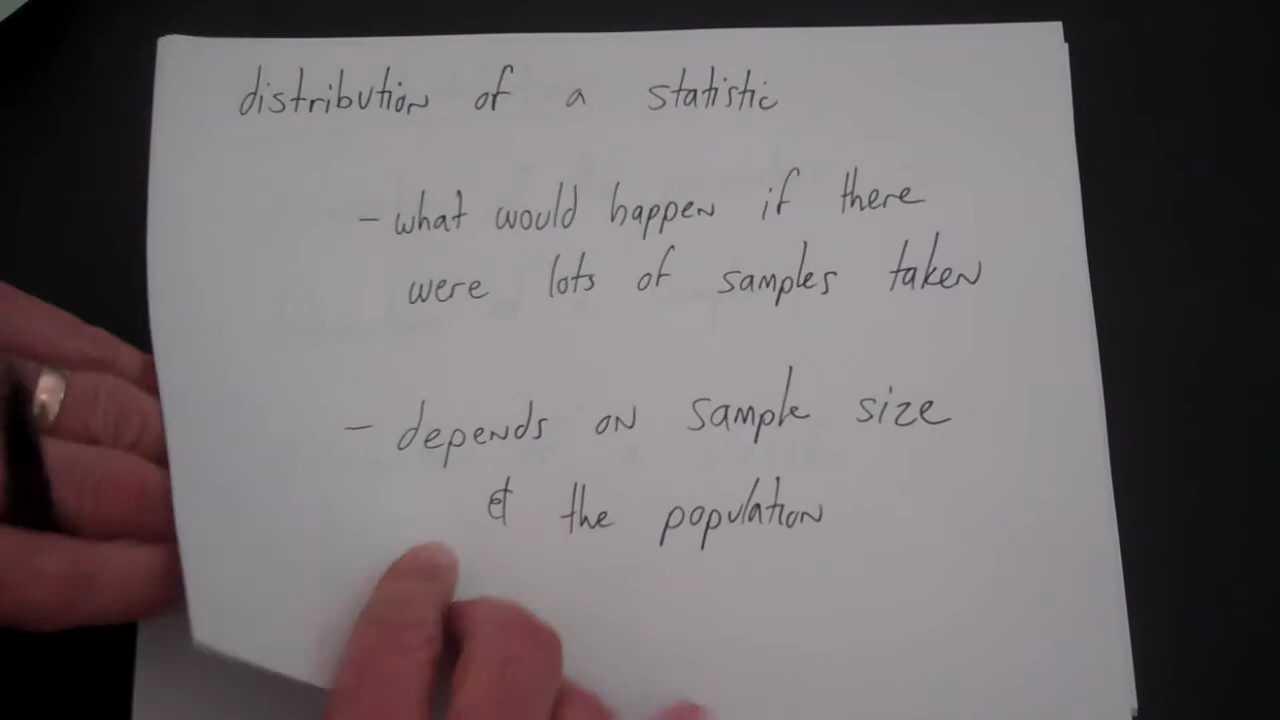 distribution of a statistic
- what would happen if there
were lots of samples taken
- depends on sample size
& the population